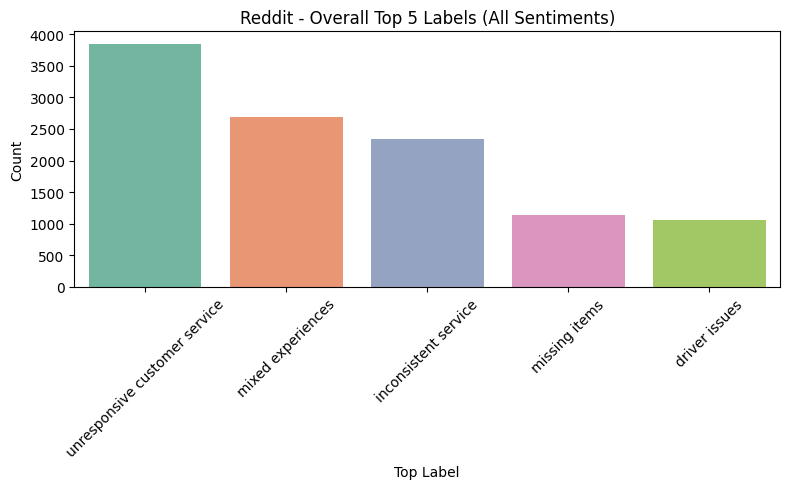 Reddit - Overall Top 5 Labels (All Sentiments)
Count
4000
3500
3000
2500
2000
1500
1000
500
0
unresponsive customer service
mixed experiences
inconsistent service
missing items
driver issues
Top Label